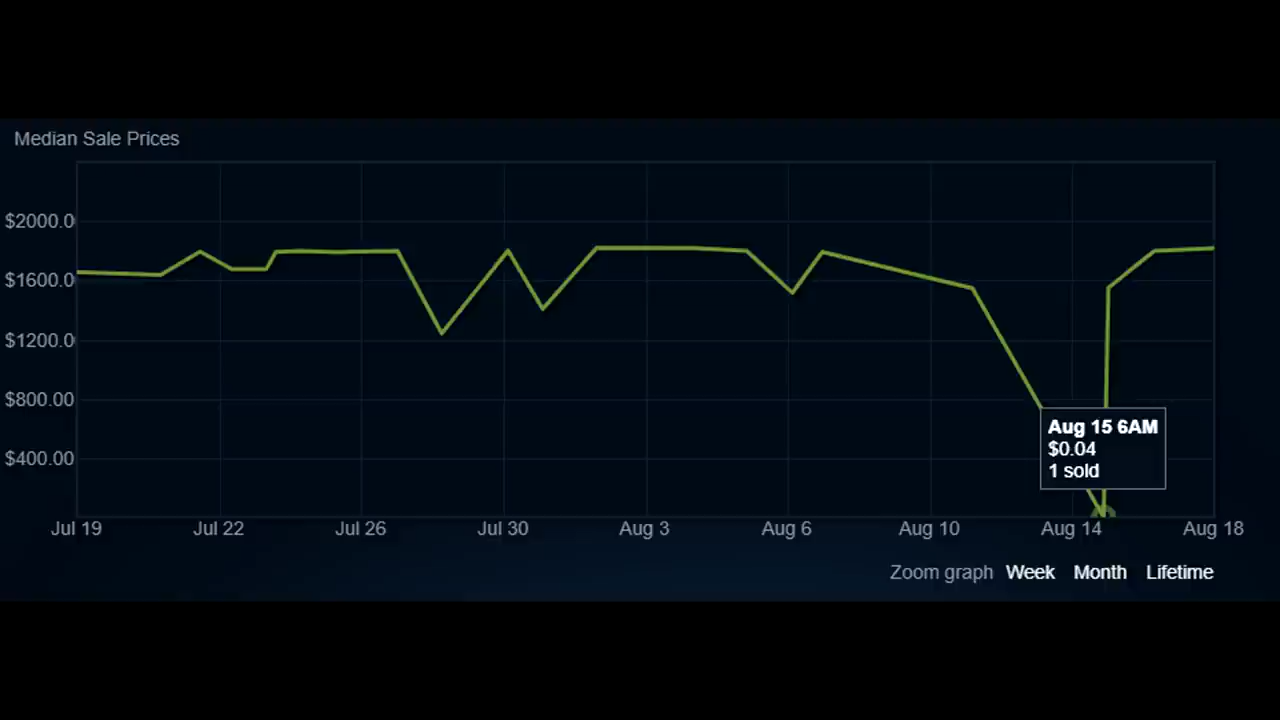 Median Sale Prices
$2000.0
$1600.0
$1200.0
$800.00
$400.00
Aug 15 6AM
$0.04
1 sold
Jul 19 Jul 22 Jul 26 Jul 30 Aug 3 Aug 6 Aug 10 Aug 14 Aug 18
Zoom graph Week Month Lifetime